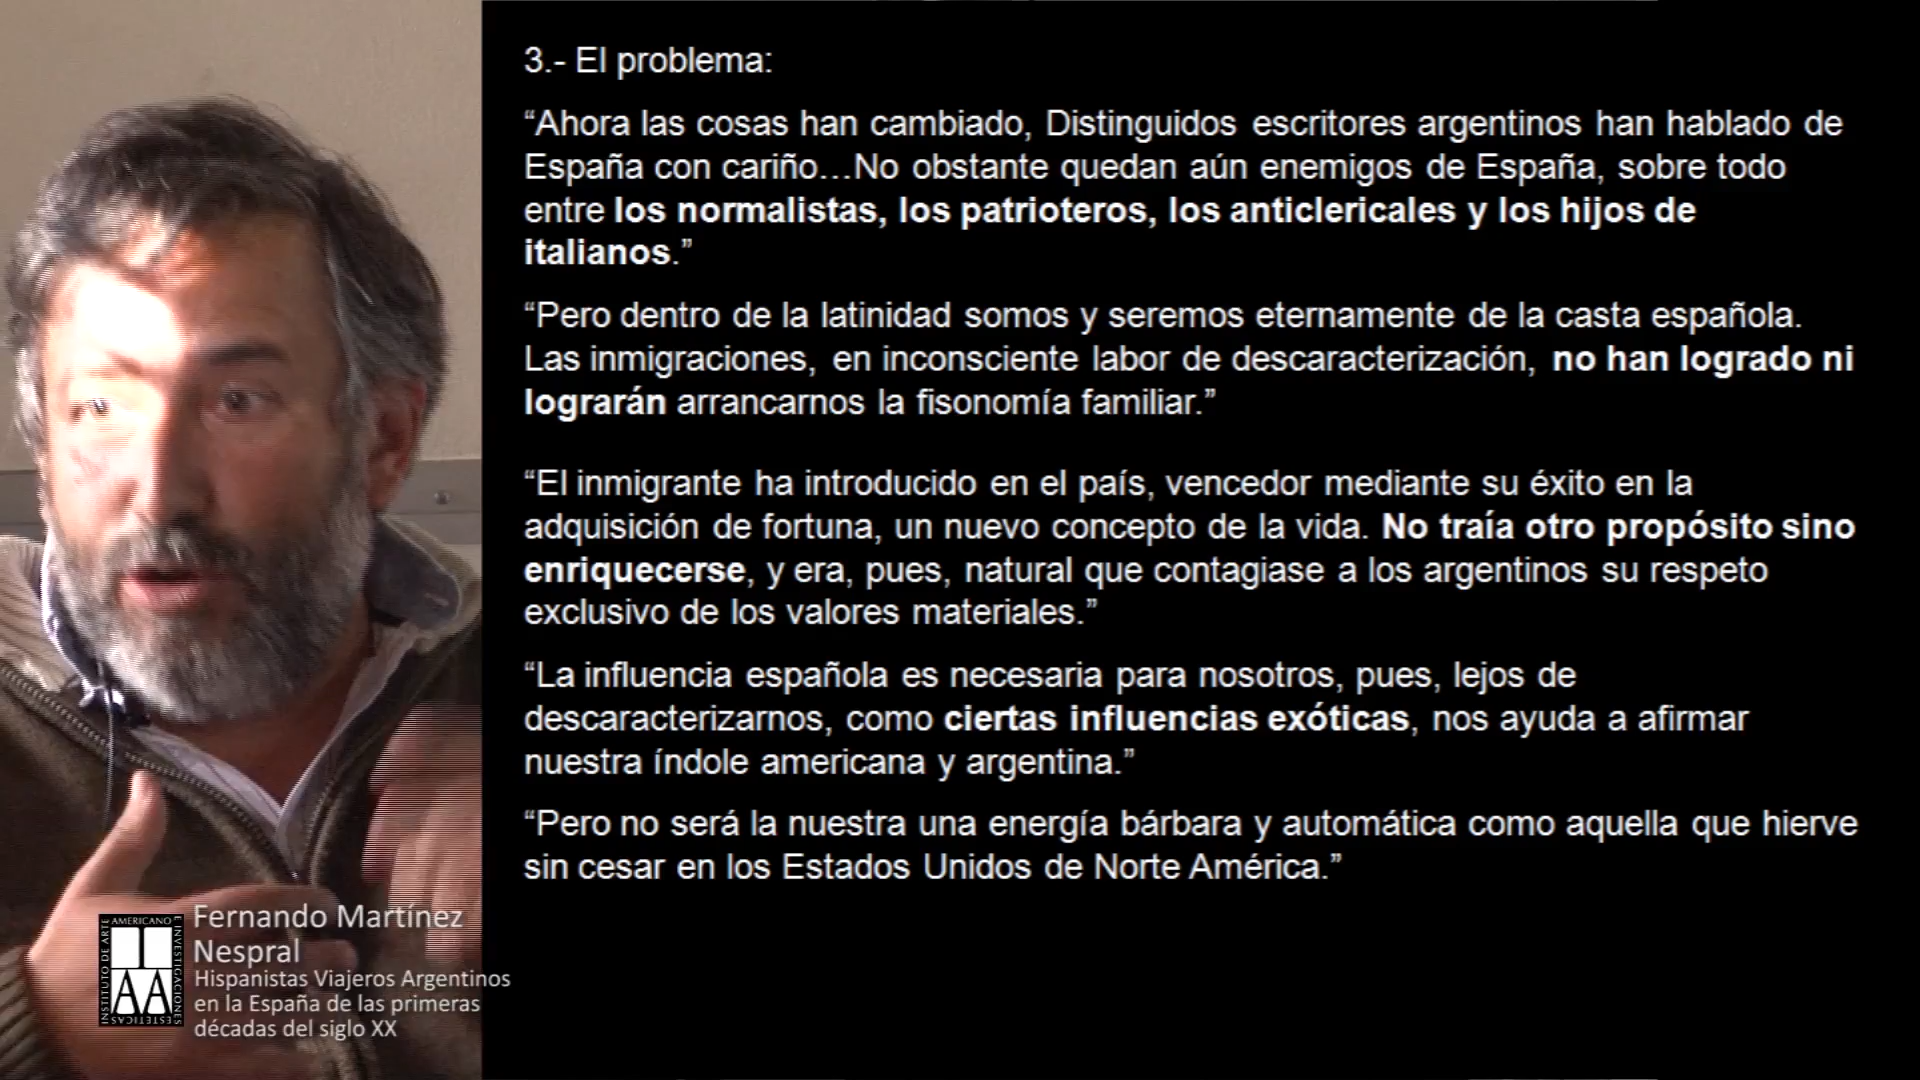 3.- El problema:
“Ahora las cosas han cambiado, Distinguidos escritores argentinos han hablado de
España con cariño…No obstante quedan aún enemigos de España, sobre todo
entre los normalistas, los patrioteros, los anticlericales y los hijos de
italianos.”
“Pero dentro de la latinidad somos y seremos eternamente de la casta española.
Las inmigraciones, en inconsciente labor de descaracterización, no han logrado ni
lograrán arrancarnos la fisonomía familiar.”
“El inmigrante ha introducido en el país, vencedor mediante su éxito en la
adquisición de fortuna, un nuevo concepto de la vida. No traía otro propósito sino
enriquecerse, y era, pues, natural que contagiase a los argentinos su respeto
exclusivo de los valores materiales.”
“La influencia española es necesaria para nosotros, pues, lejos de
descaracterizarnos, como ciertas influencias exóticas, nos ayuda a afirmar
nuestra índole americana y argentina.”
“Pero no será la nuestra una energía bárbara y automática como aquella que hierve
sin cesar en los Estados Unidos de Norte América.”
Fernando Martínez
Nespral
Hispanistas Viajeros Argentinos
en la España de las primeras
décadas del siglo XX
INSTITUTO DE ARTE
AMERICANO
E INVESTIGACIONES
ESTETICAS
IAA